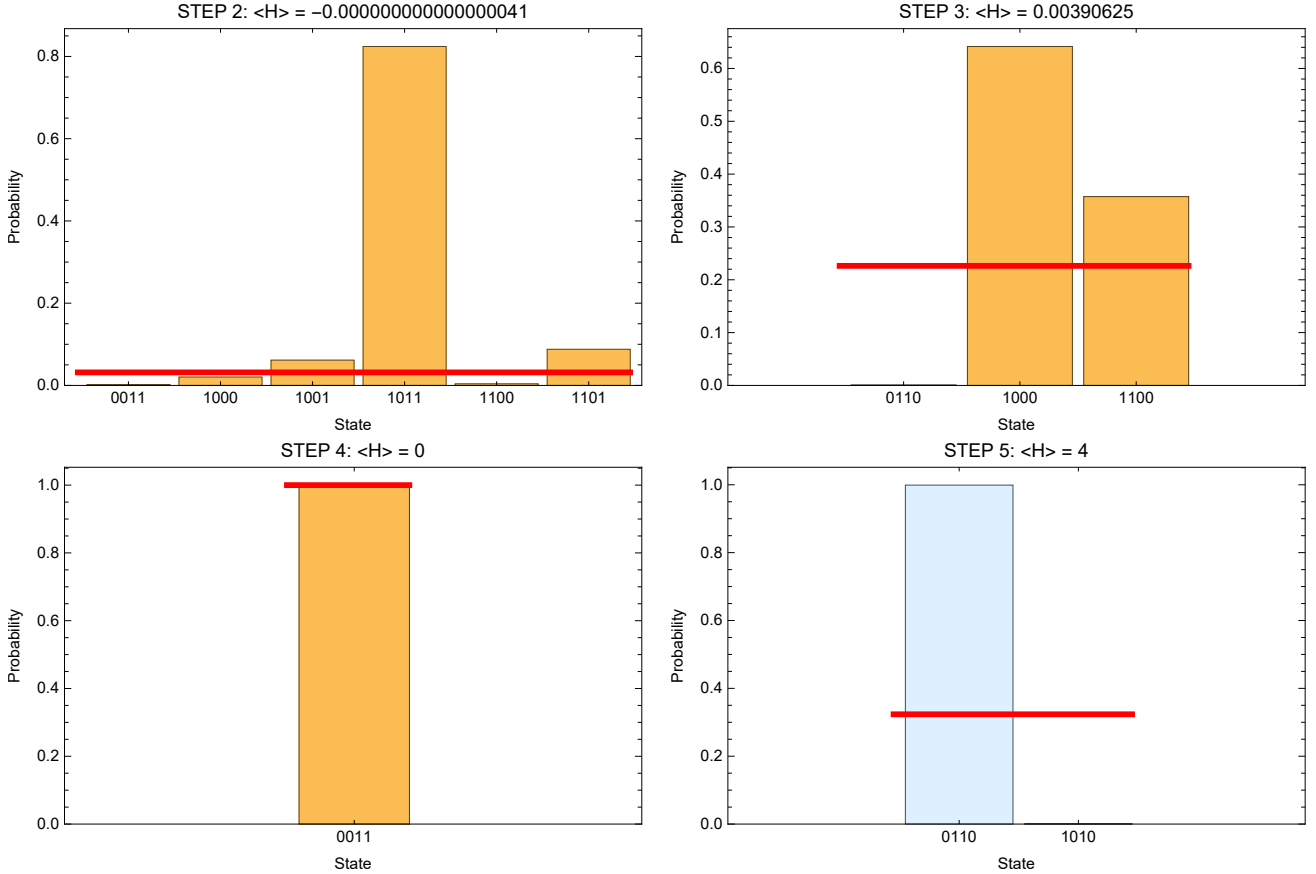 STEP 2: <H> = −0.000000000000000041
Probability
0.8
0.6
0.4
0.2
0.0
0011 1000 1001 1011 1100 1101
State
STEP 3: <H> = 0.00390625
Probability
0.6
0.5
0.4
0.3
0.2
0.1
0.0
0110 1000 1100
State
STEP 4: <H> = 0
Probability
1.0
0.8
0.6
0.4
0.2
0.0
0011
State
STEP 5: <H> = 4
Probability
1.0
0.8
0.6
0.4
0.2
0.0
0110 1010
State